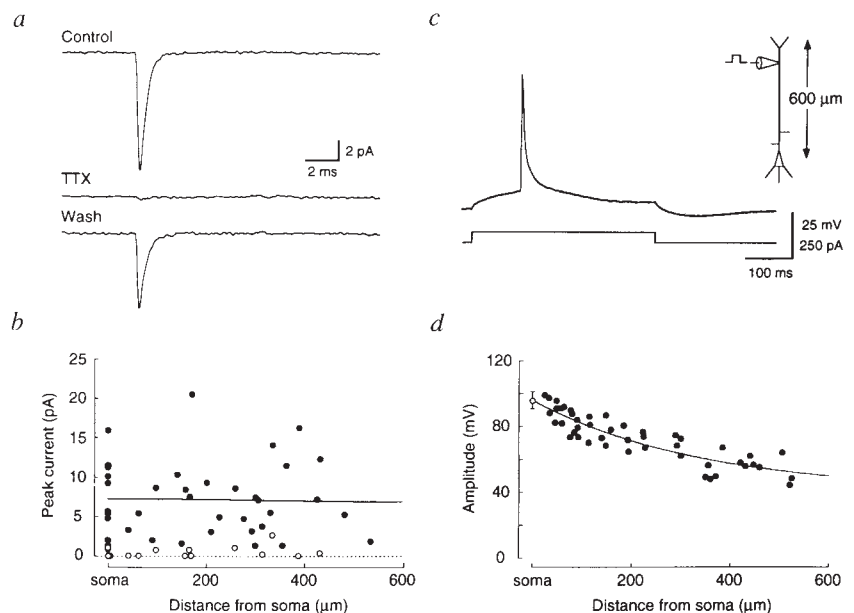 a
Control
2 pA
2 ms
TTX
Wash
b
25
20
15
10
5
0
Peak current (pA)
soma
200
400
600
Distance from soma (µm)
c
600 µm
25 mV
250 pA
100 ms
d
120
80
40
0
Amplitude (mV)
soma
200
400
600
Distance from soma (µm)